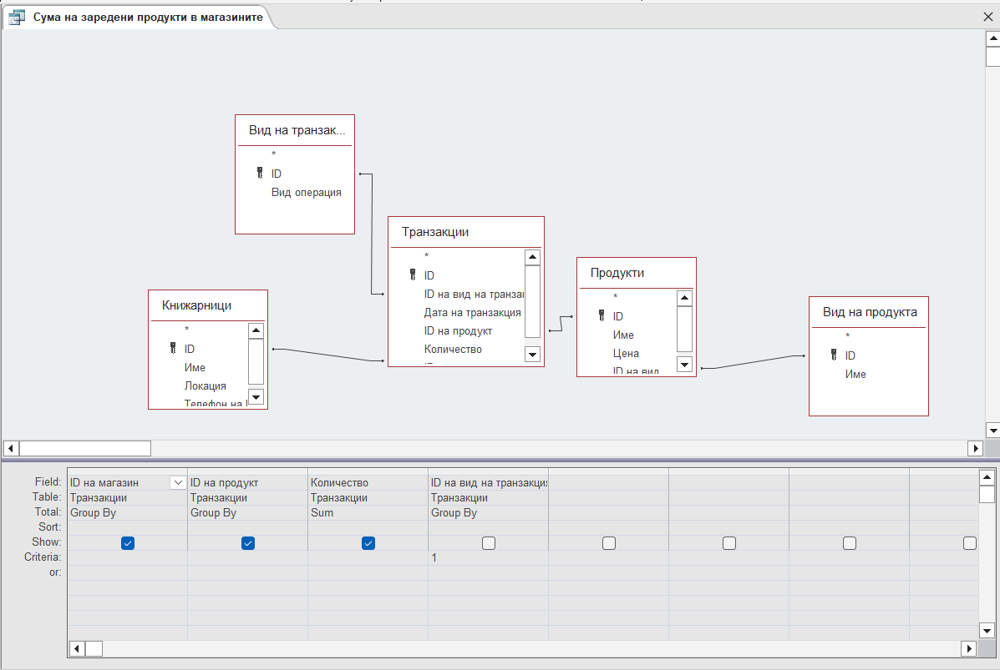 Сума на заредени продукти в магазините
Вид на транзак...
*
ID
Вид операция
Транзакции
*
ID
ID на вид на транза
Дата на транзакция
ID на продукт
Количество
Продукти
*
ID
Име
Цена
ID на вид
Книжарници
*
ID
Име
Локация
Телефон на
Вид на продукта
*
ID
Име
Field: ID на магазин ID на продукт Количество ID на вид на транзакция
Table: Транзакции Транзакции Транзакции Транзакции
Total: Group By Group By Sum Group By
Sort:
Show:
Criteria: 1
or: